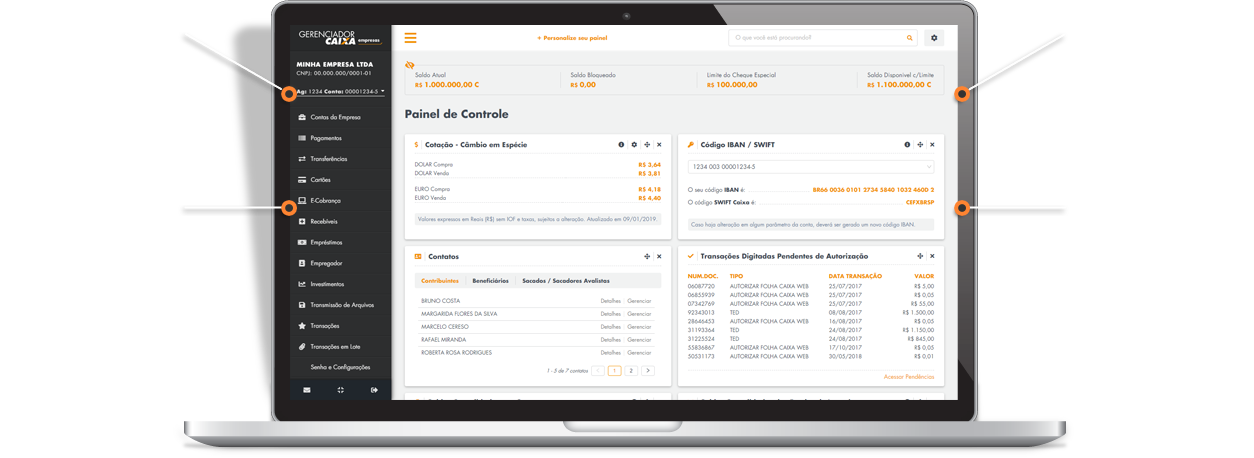 GERENCIADOR
CAIXA empresas
MINHA EMPRESA LTDA
CNPJ: 00.000.000/0001-01
Ag: 1234 Conta: 00001234-5
Contas da Empresa
Pagamentos
Transferências
Cartões
E-Cobrança
Recebíveis
Empréstimos
Empregador
Investimentos
Transmissão de Arquivos
Transações
Transações em Lote
Senha e Configurações
+ Personalize seu painel
O que você está procurando?
Saldo Atual
R$ 1.000.000,00 C
Saldo Bloqueado
R$ 0,00
Limite do Cheque Especial
R$ 100.000,00
Saldo Disponível c/Limite
R$ 1.100.000,00 C
Painel de Controle
Cotação - Câmbio em Espécie
DOLAR Compra R$ 3,64
DOLAR Venda R$ 3,81
EURO Compra R$ 4,18
EURO Venda R$ 4,40
Valores expressos em Reais (R$) sem IOF e taxas, sujeitos a alteração. Atualizado em 09/01/2019.
Código IBAN / SWIFT
1234 003 00001234-5
O seu código IBAN é: BR66 0036 0101 2734 5840 1032 460D 2
O código SWIFT Caixa é: CEFXBRSP
Caso haja alteração em algum parâmetro da conta, deverá ser gerado um novo código IBAN.
Contatos
Contribuintes Beneficiários Sacados / Sacadores Avalistas
BRUNO COSTA Detalhes Gerenciar
MARGARIDA FLORES DA SILVA Detalhes Gerenciar
MARCELO CERESO Detalhes Gerenciar
RAFAEL MIRANDA Detalhes Gerenciar
ROBERTA ROSA RODRIGUES Detalhes Gerenciar
1 - 5 de 7 contatos < 1 2 >
Transações Digitadas Pendentes de Autorização
NUM.DOC. TIPO DATA TRANSAÇÃO VALOR
06087720 AUTORIZAR FOLHA CAIXA WEB 25/07/2017 R$ 5,00
06855939 AUTORIZAR FOLHA CAIXA WEB 25/07/2017 R$ 0,05
07342769 AUTORIZAR FOLHA CAIXA WEB 25/07/2017 R$ 55,00
92343013 TED 08/08/2017 R$ 1.500,00
28646453 AUTORIZAR FOLHA CAIXA WEB 16/08/2017 R$ 0,05
31193364 TED 24/08/2017 R$ 1.150,00
31225524 TED 24/08/2017 R$ 845,00
55836867 AUTORIZAR FOLHA CAIXA WEB 17/10/2017 R$ 0,05
50531173 AUTORIZAR FOLHA CAIXA WEB 30/05/2018 R$ 0,01
Acessar Pendências